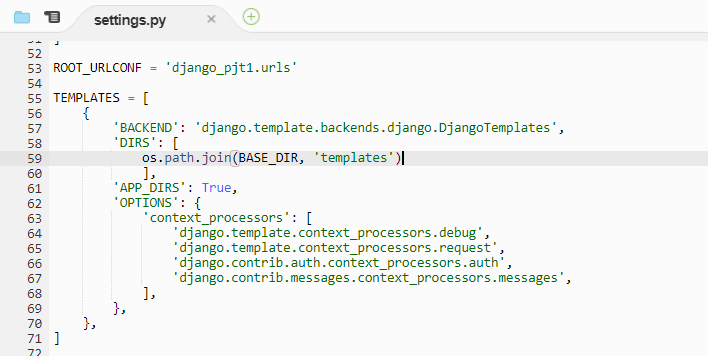 settings.py
51 ]
52
53 ROOT_URLCONF = 'django_pjt1.urls'
54
55 TEMPLATES = [
56     {
57         'BACKEND': 'django.template.backends.django.DjangoTemplates',
58         'DIRS': [
59             os.path.join(BASE_DIR, 'templates')
60             ],
61         'APP_DIRS': True,
62         'OPTIONS': {
63             'context_processors': [
64                 'django.template.context_processors.debug',
65                 'django.template.context_processors.request',
66                 'django.contrib.auth.context_processors.auth',
67                 'django.contrib.messages.context_processors.messages',
68             ],
69         },
70     },
71 ]
72